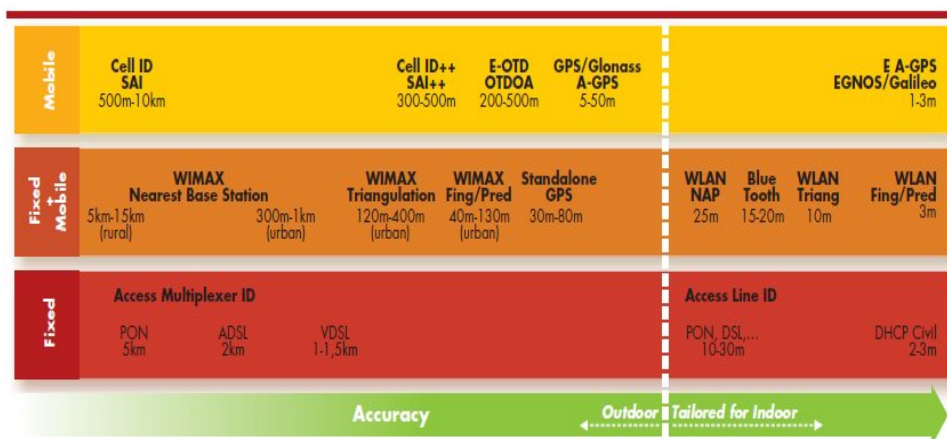 Mobile
Cell ID
SAI
500m-10km
Cell ID++
SAI++
300-500m
E-OTD
OTDOA
200-500m
GPS/Glonass
A-GPS
5-50m
E A-GPS
EGNOS/Galileo
1-3m
Fixed
+
Mobile
WIMAX
Nearest Base Station
5km-15km
(rural)
300m-1km
(urban)
WIMAX
Triangulation
120m-400m
(urban)
WIMAX
Fing/Pred
40m-130m
(urban)
Standalone
GPS
30m-80m
WLAN
NAP
25m
Blue
Tooth
15-20m
WLAN
Triang
10m
WLAN
Fing/Pred
3m
Fixed
Access Multiplexer ID
PON
5km
ADSL
2km
VDSL
1-1,5km
Access Line ID
PON, DSL,...
10-30m
DHCP Civil
2-3m
Accuracy
Outdoor
Tailored for Indoor